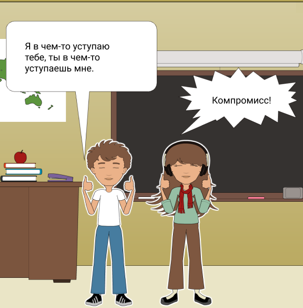 Я в чем-то уступаю
тебе, ты в чем-то
уступаешь мне.
Компромисс!